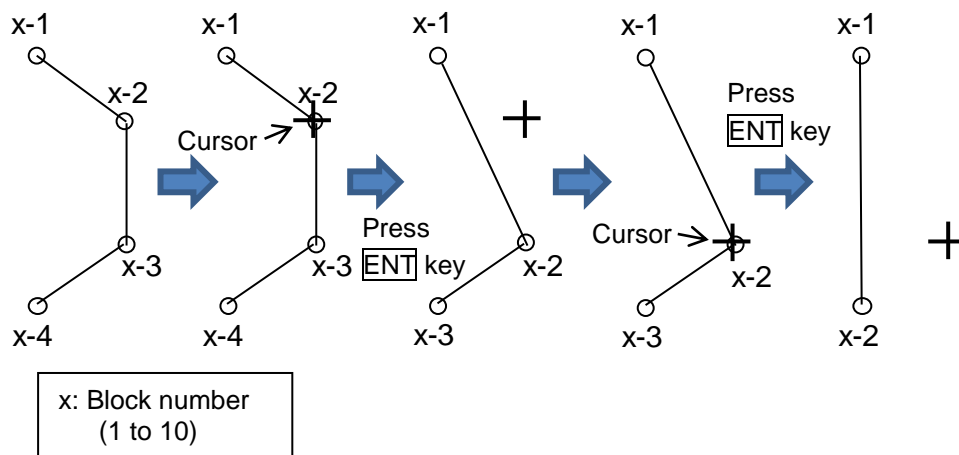 x-1
x-2
x-3
x-4
x-1
x-2
Cursor
x-3
x-4
Press
ENT key
x-1
x-2
x-3
x-1
Cursor
x-2
x-3
Press
ENT key
x-1
x-2
x: Block number
(1 to 10)